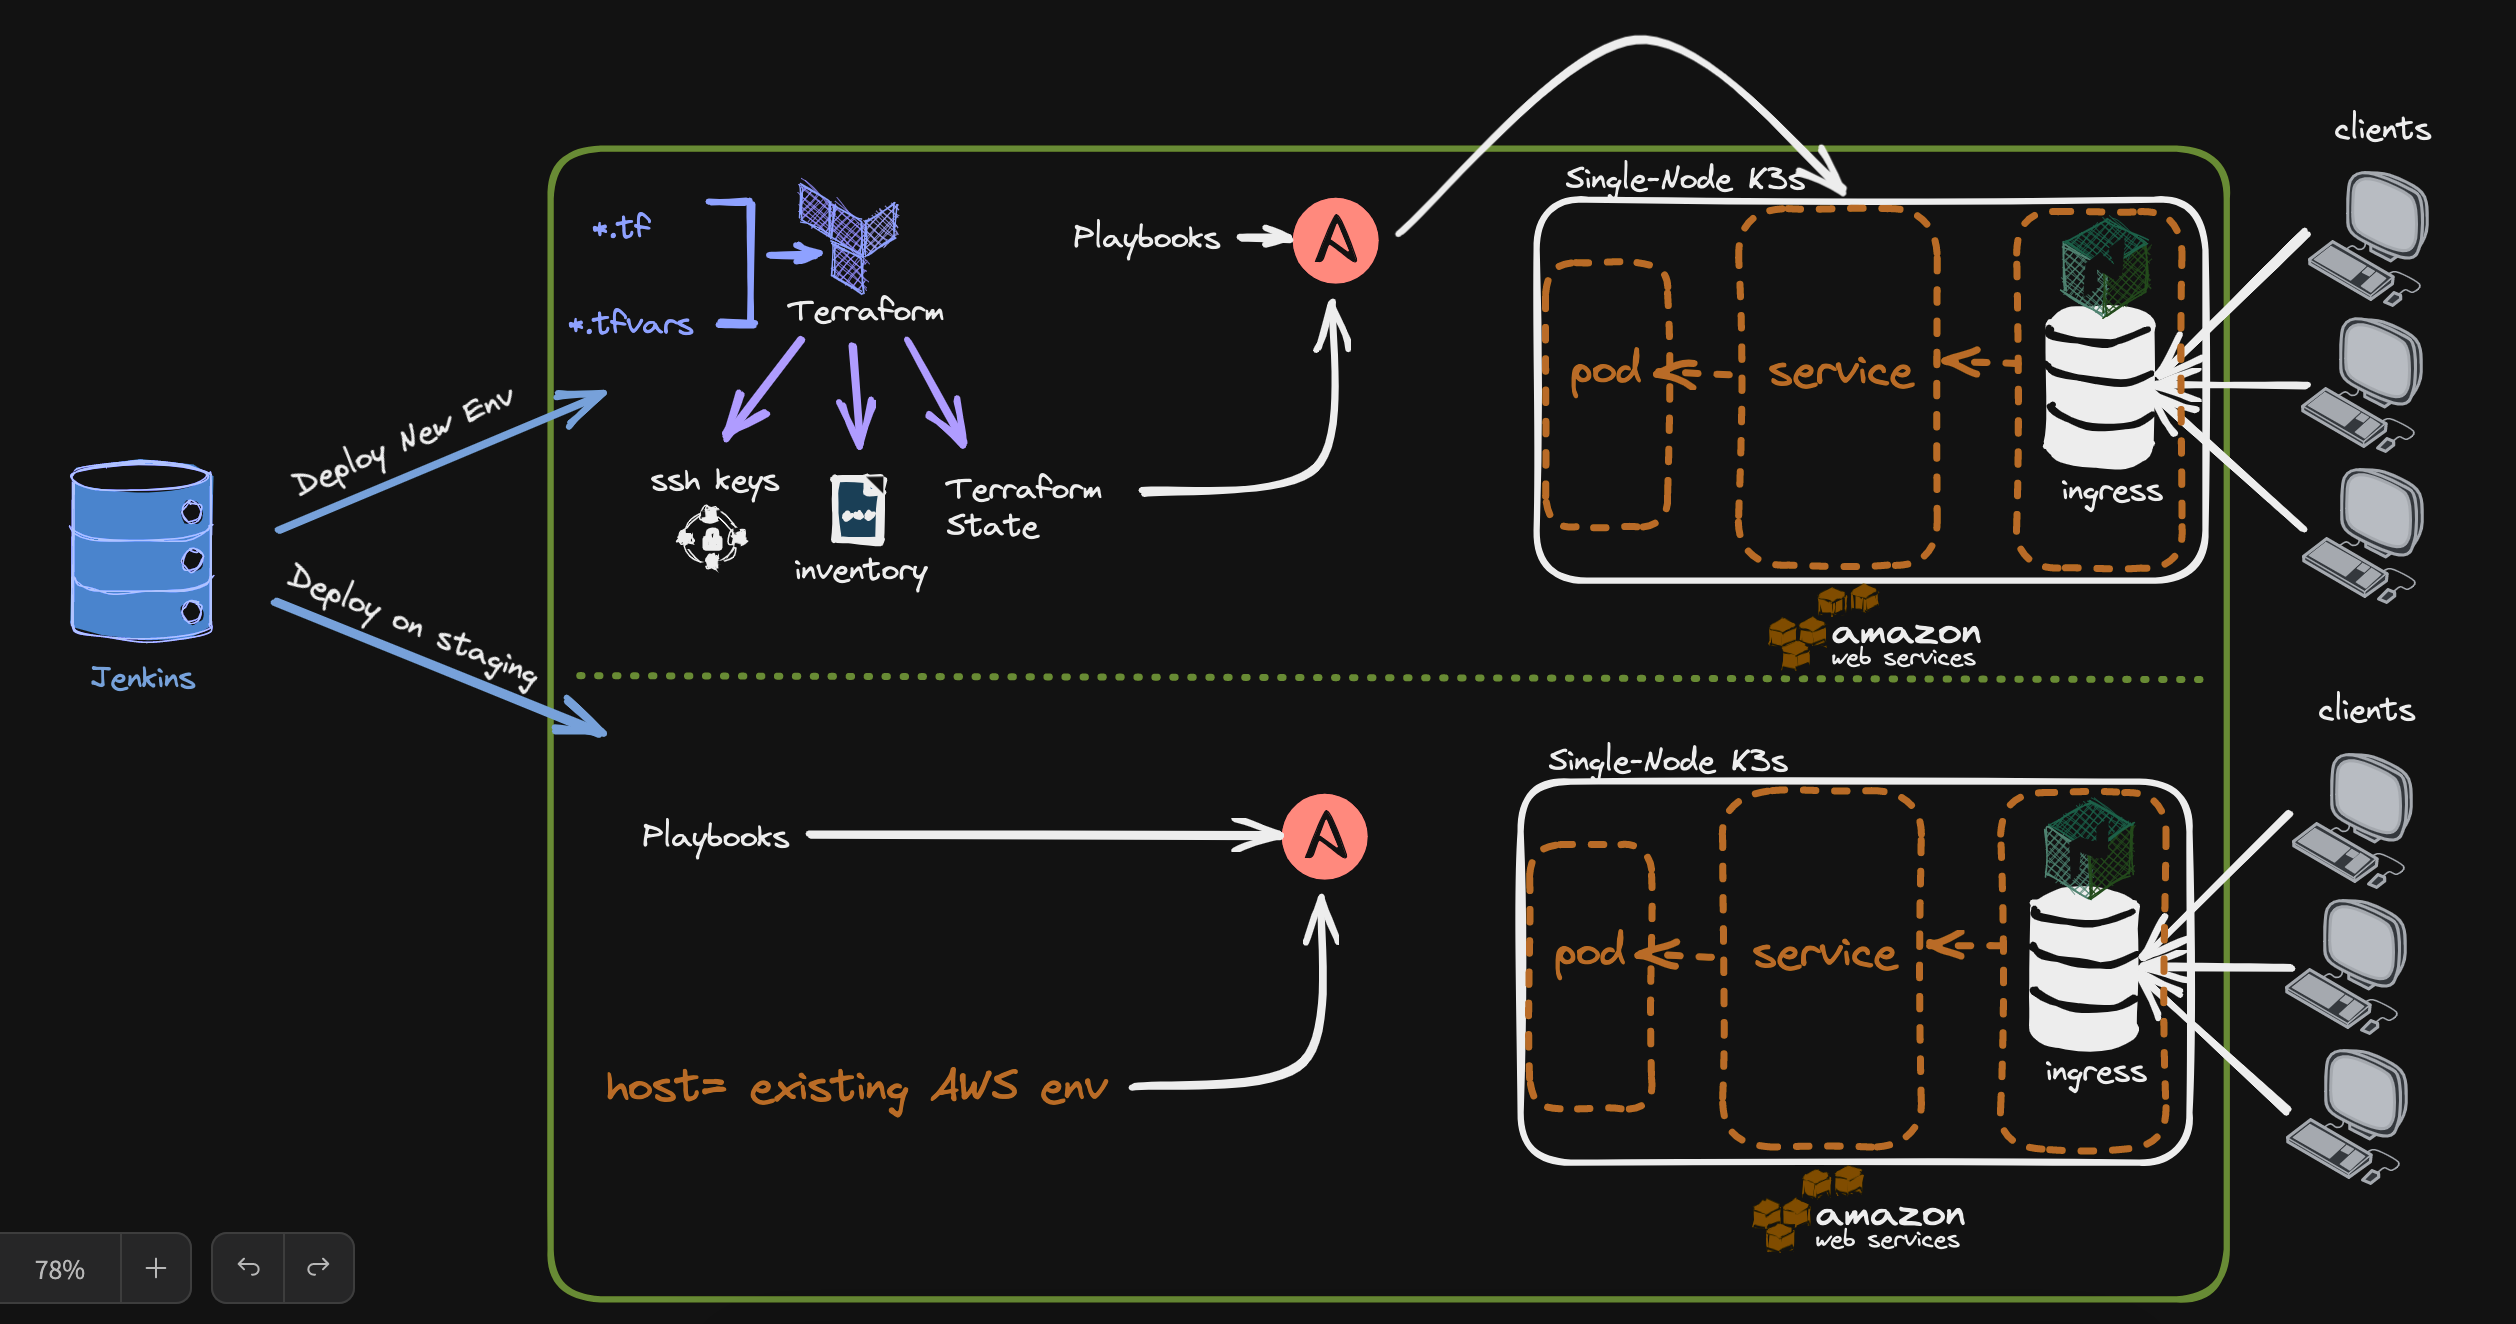 clients
Single-Node K3s
*.tf
Playbooks
Terraform
*.tfvars
pod
service
Deploy New Env
ssh keys
Terraform
State
ingress
inventory
Deploy on staging
amazon
web services
Jenkins
clients
Single-Node K3s
Playbooks
pod
service
ingress
host= existing AWS env
amazon
web services
78%